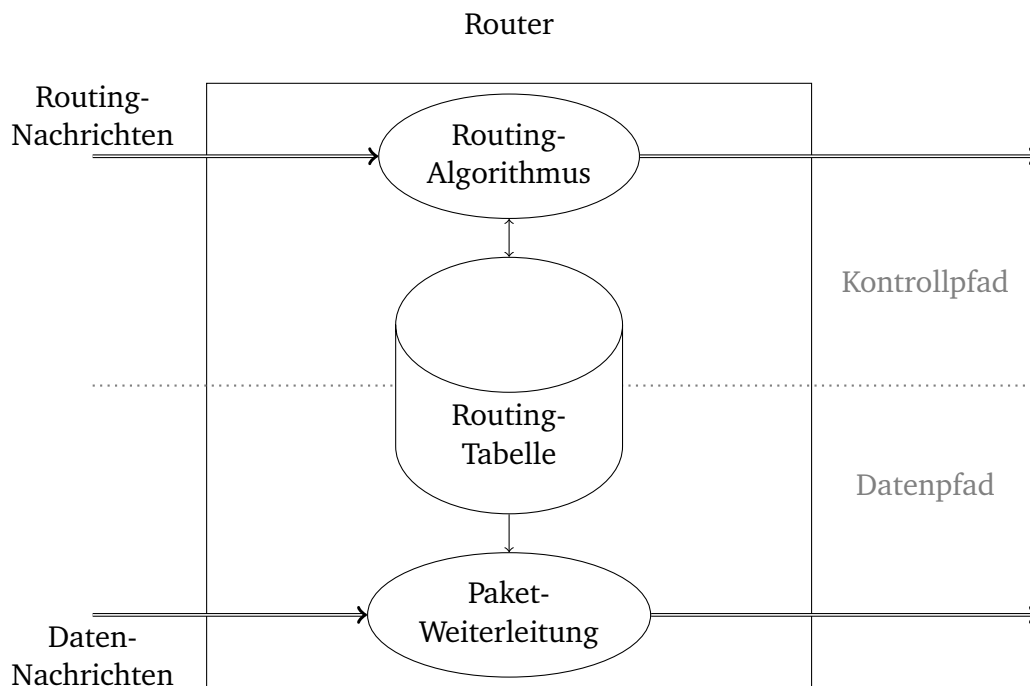 Router
Routing-
Nachrichten
Routing-
Algorithmus
Kontrollpfad
Routing-
Tabelle
Datenpfad
Paket-
Weiterleitung
Daten-
Nachrichten